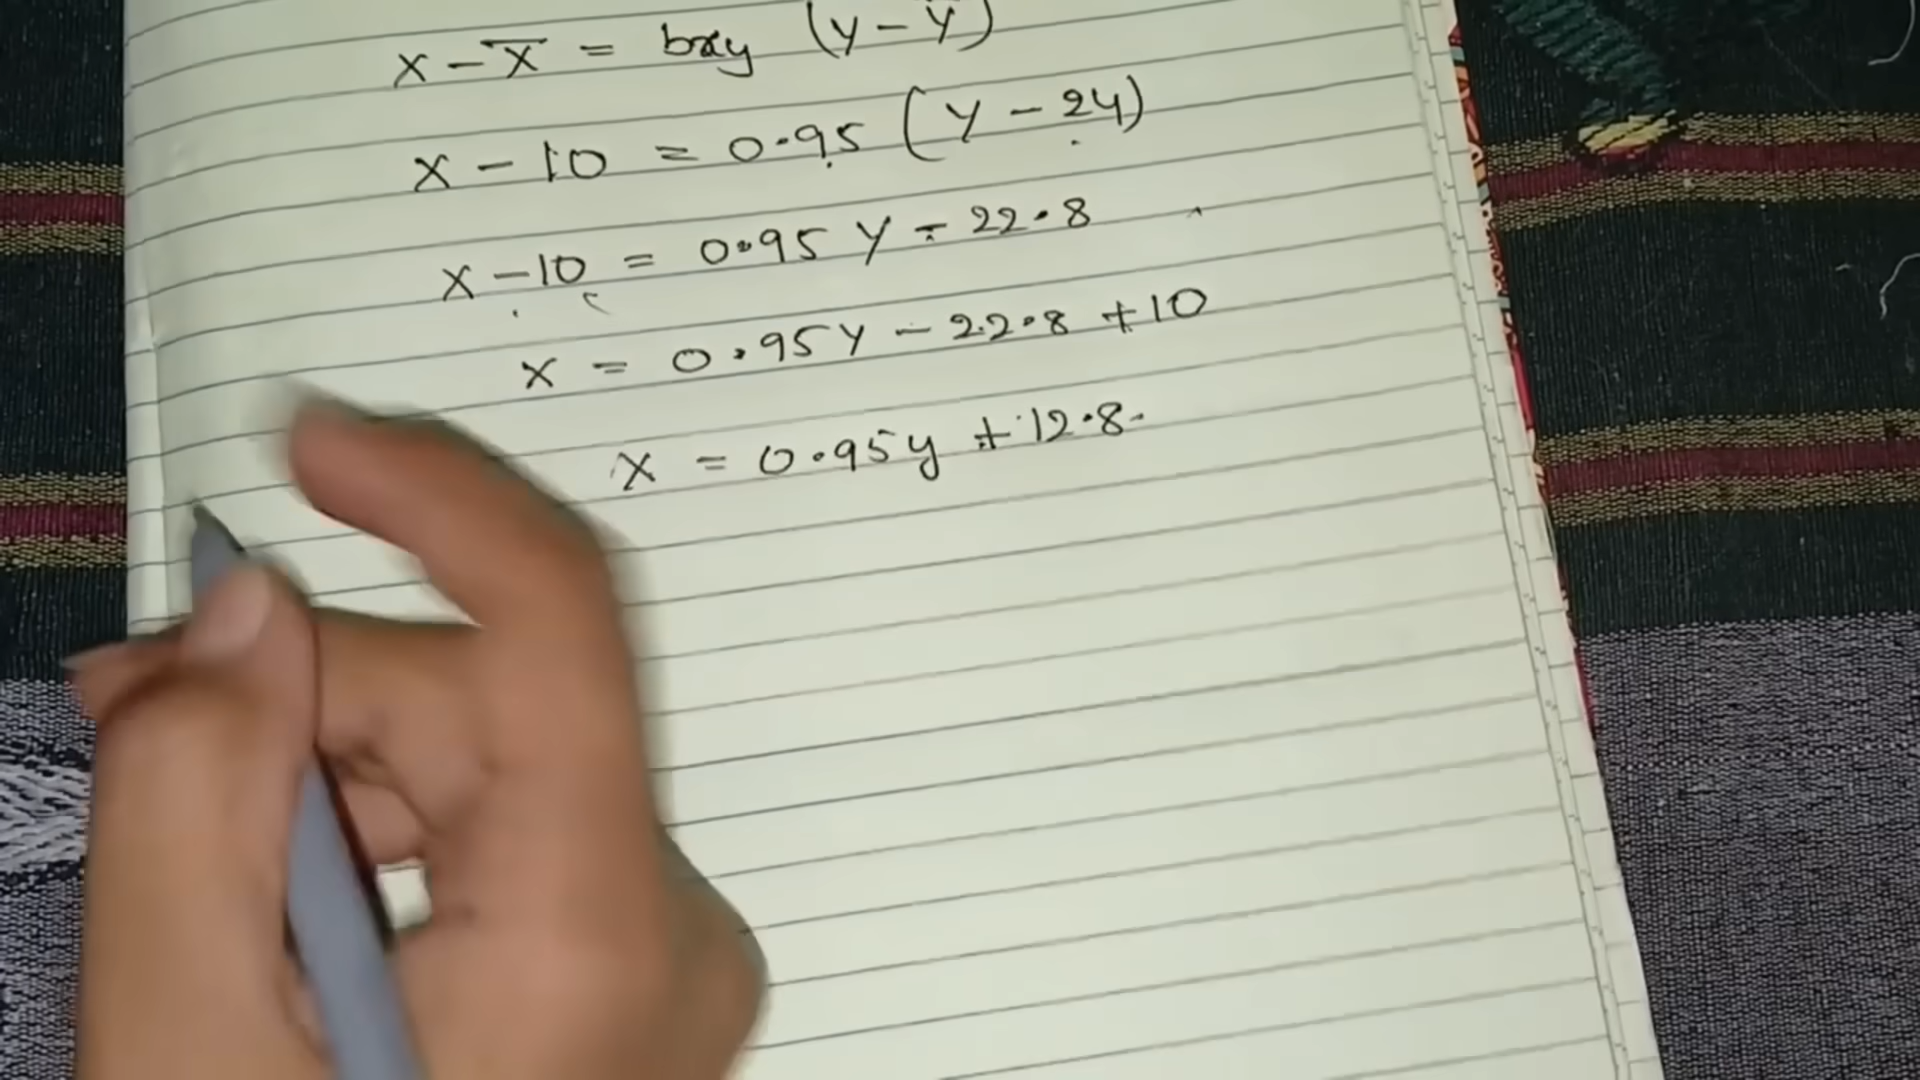 x - x̅ = bxy (y - y̅)
x - 10 = 0.95 (y - 24)
x - 10 = 0.95 y - 22.8
x = 0.95y - 22.8 + 10
x = 0.95y + 12.8.